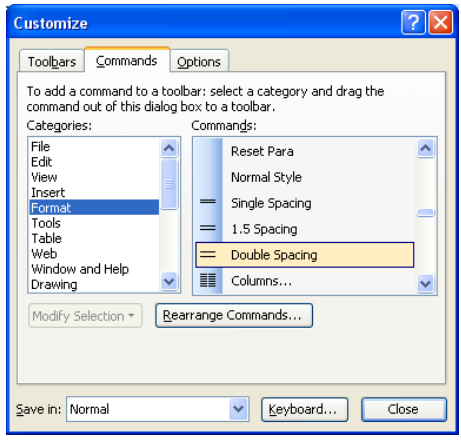 Customize
Toolbars Commands Options
To add a command to a toolbar: select a category and drag the
command out of this dialog box to a toolbar.
Categories: Commands:
File
Edit
View
Insert
Format
Tools
Table
Web
Window and Help
Drawing
Reset Para
Normal Style
Single Spacing
1.5 Spacing
Double Spacing
Columns...
Modify Selection Rearrange Commands...
Save in: Normal Keyboard... Close